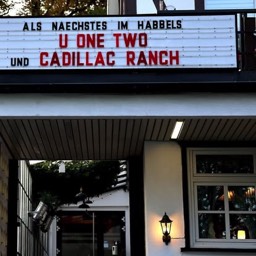 ALS NAECHSTES IM HABBELS
U ONE TWO
UND CADILLAC RANCH